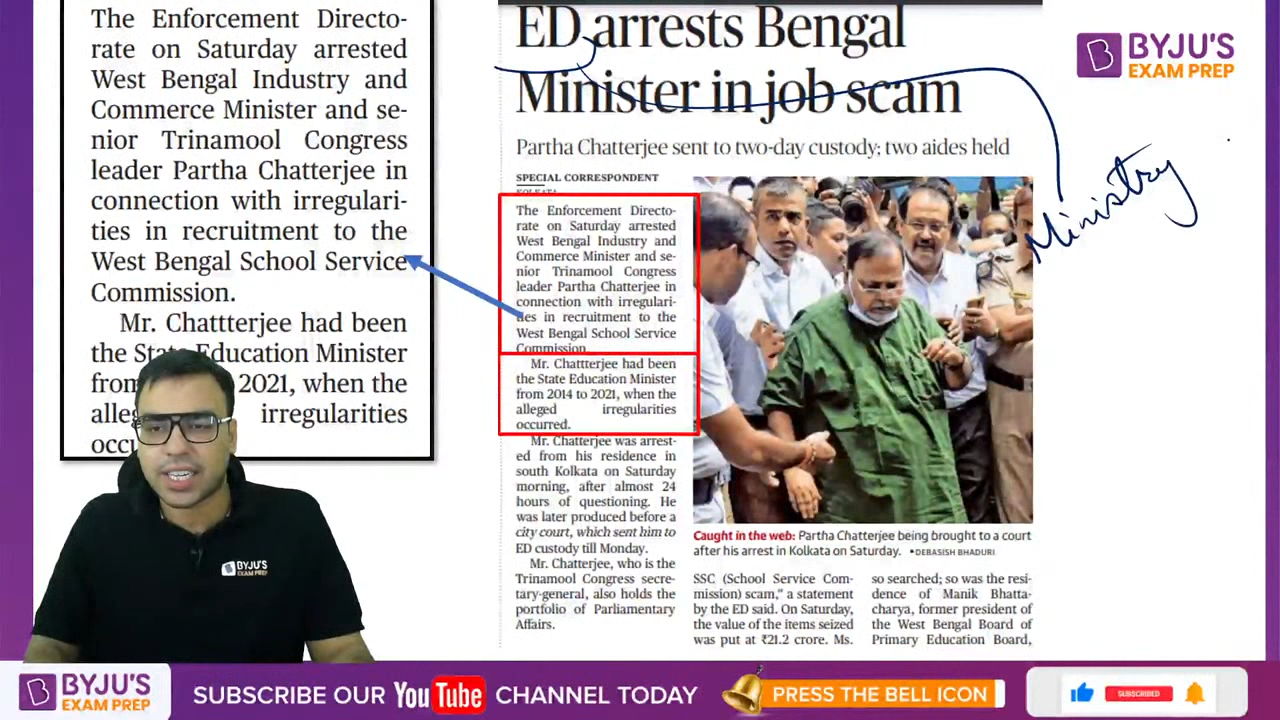 The Enforcement Directo-
rate on Saturday arrested
West Bengal Industry and
Commerce Minister and se-
nior Trinamool Congress
leader Partha Chatterjee in
connection with irregulari-
ties in recruitment to the
West Bengal School Service
Commission.
Mr. Chattterjee had been
the State Education Minister
from 2021, when the
irregularities
ED arrests Bengal
Minister in job scam
Partha Chatterjee sent to two-day custody; two aides held
SPECIAL CORRESPONDENT
KOLKATA
The Enforcement Directo-
rate on Saturday arrested
West Bengal Industry and
Commerce Minister and se-
nior Trinamool Congress
leader Partha Chatterjee in
connection with irregulari-
ties in recruitment to the
West Bengal School Service
Commission.
Mr. Chattterjee had been
the State Education Minister
from 2014 to 2021, when the
alleged irregularities
occurred.
Mr. Chatterjee was arrest-
ed from his residence in
south Kolkata on Saturday
morning, after almost 24
hours of questioning. He
was later produced before a
city court, which sent him to
ED custody till Monday.
Mr. Chatterjee, who is the
Trinamool Congress secre-
tary-general, also holds the
portfolio of Parliamentary
Affairs.
Caught in the web: Partha Chatterjee being brought to a court
after his arrest in Kolkata on Saturday. •DEBASISH BHADURI
SSC (School Service Com-
mission) scam," a statement
by the ED said. On Saturday,
the value of the items seized
was put at ₹21.2 crore. Ms.
so searched; so was the resi-
dence of Manik Bhatta-
charya, former president of
the West Bengal Board of
Primary Education Board,
Ministry
BYJU'S
EXAM PREP
BYJU'S
EXAM PREP
BYJU'S
EXAM PREP
SUBSCRIBE OUR YouTube CHANNEL TODAY
PRESS THE BELL ICON
SUBSCRIBED